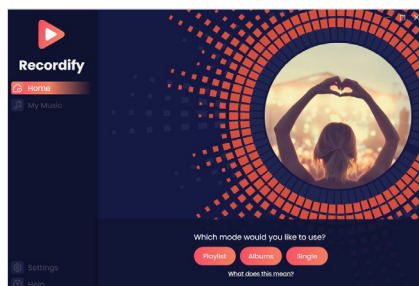 Recordify
Home
My Music
Which mode would you like to use?
Playlist
Albums
Single
What does this mean?
Settings
Help